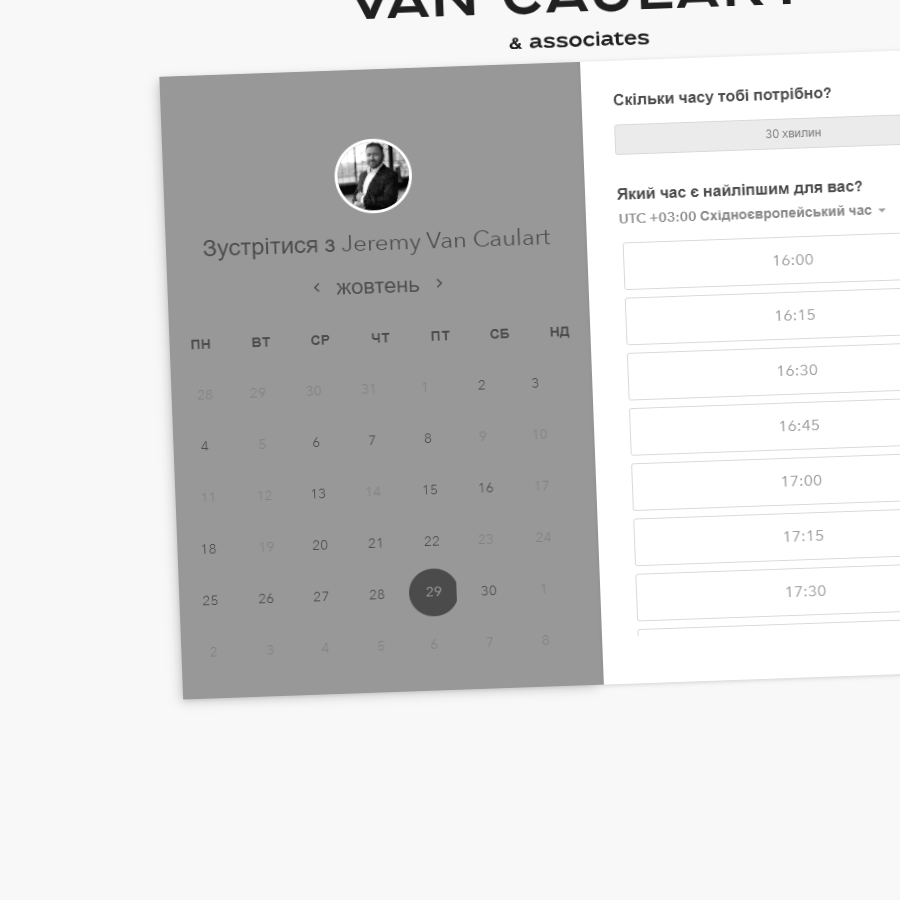 VAN CAULART
& associates
Зустрітися з Jeremy Van Caulart
‹ жовтень ›
ПН ВТ СР ЧТ ПТ СБ НД
28 29 30 31 1 2 3
4 5 6 7 8 9 10
11 12 13 14 15 16 17
18 19 20 21 22 23 24
25 26 27 28 29 30 1
2 3 4 5 6 7 8
Скільки часу тобі потрібно?
30 хвилин
Який час є найліпшим для вас?
UTC +03:00 Східноєвропейський час
16:00
16:15
16:30
16:45
17:00
17:15
17:30